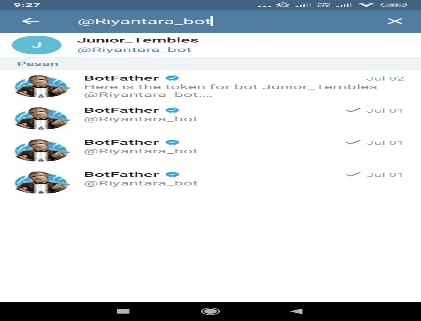 9:27
@Riyantara_bot
J
Junior_Tembles
@Riyantara_bot
Pesan
BotFather Jul 02
Here is the token for bot Junior_Tembles
@Riyantara_bot:...
BotFather Jul 01
@Riyantara_bot
BotFather Jul 01
@Riyantara_bot
BotFather Jul 01
@Riyantara_bot